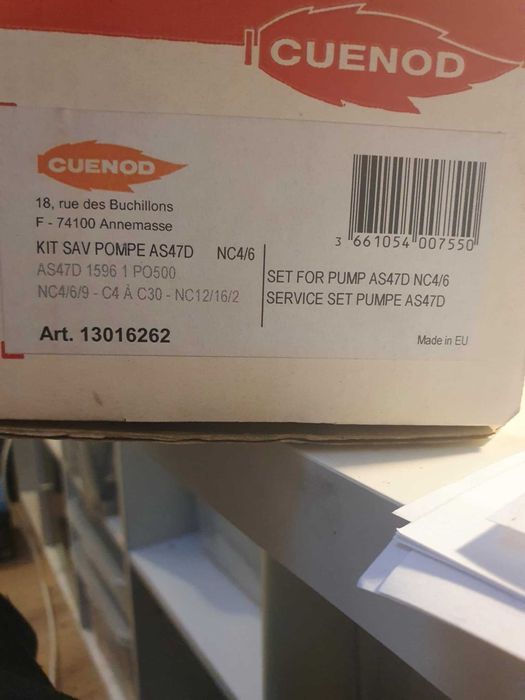 CUENOD
CUENOD
18, rue des Buchillons
F - 74100 Annemasse
KIT SAV POMPE AS47D NC4/6
AS47D 1596 1 PO500
NC4/6/9 - C4 À C30 - NC12/16/2
Art. 13016262
3 661054 007550
SET FOR PUMP AS47D NC4/6
SERVICE SET PUMPE AS47D
Made in EU